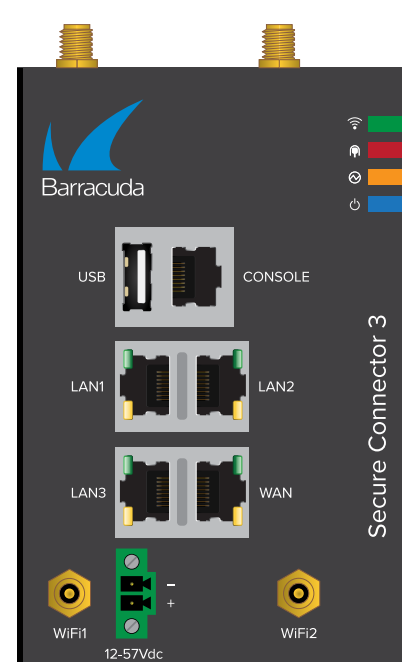 Barracuda
USB
CONSOLE
LAN1
LAN2
LAN3
WAN
Secure Connector 3
−
+
WiFi1
WiFi2
12-57Vdc